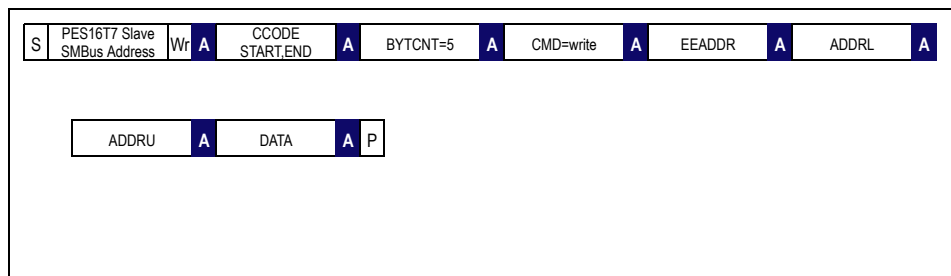 S PES16T7 Slave SMBus Address Wr A CCODE START,END A BYTCNT=5 A CMD=write A EEADDR A ADDRL A
ADDRU A DATA A P